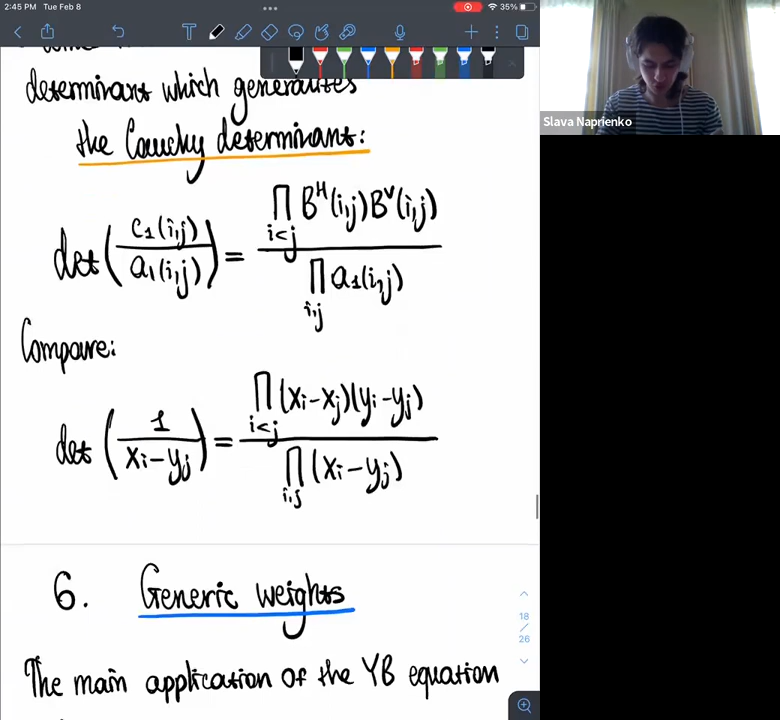 2:45 PM Tue Feb 8
35%
determinant which generalizes
the Cauchy determinant:
det(c₁(i,j)/a₁(i,j)) = ∏_{i<j} B^H(i,j)B^V(i,j) / ∏_{i,j} a₁(i,j)
Compare:
det(1/(xᵢ-yⱼ)) = ∏_{i<j} (xᵢ-xⱼ)(yᵢ-yⱼ) / ∏_{i,j} (xᵢ-yⱼ)
6. Generic weights
The main application of the YB equation
18
/
26
Slava Naprienko